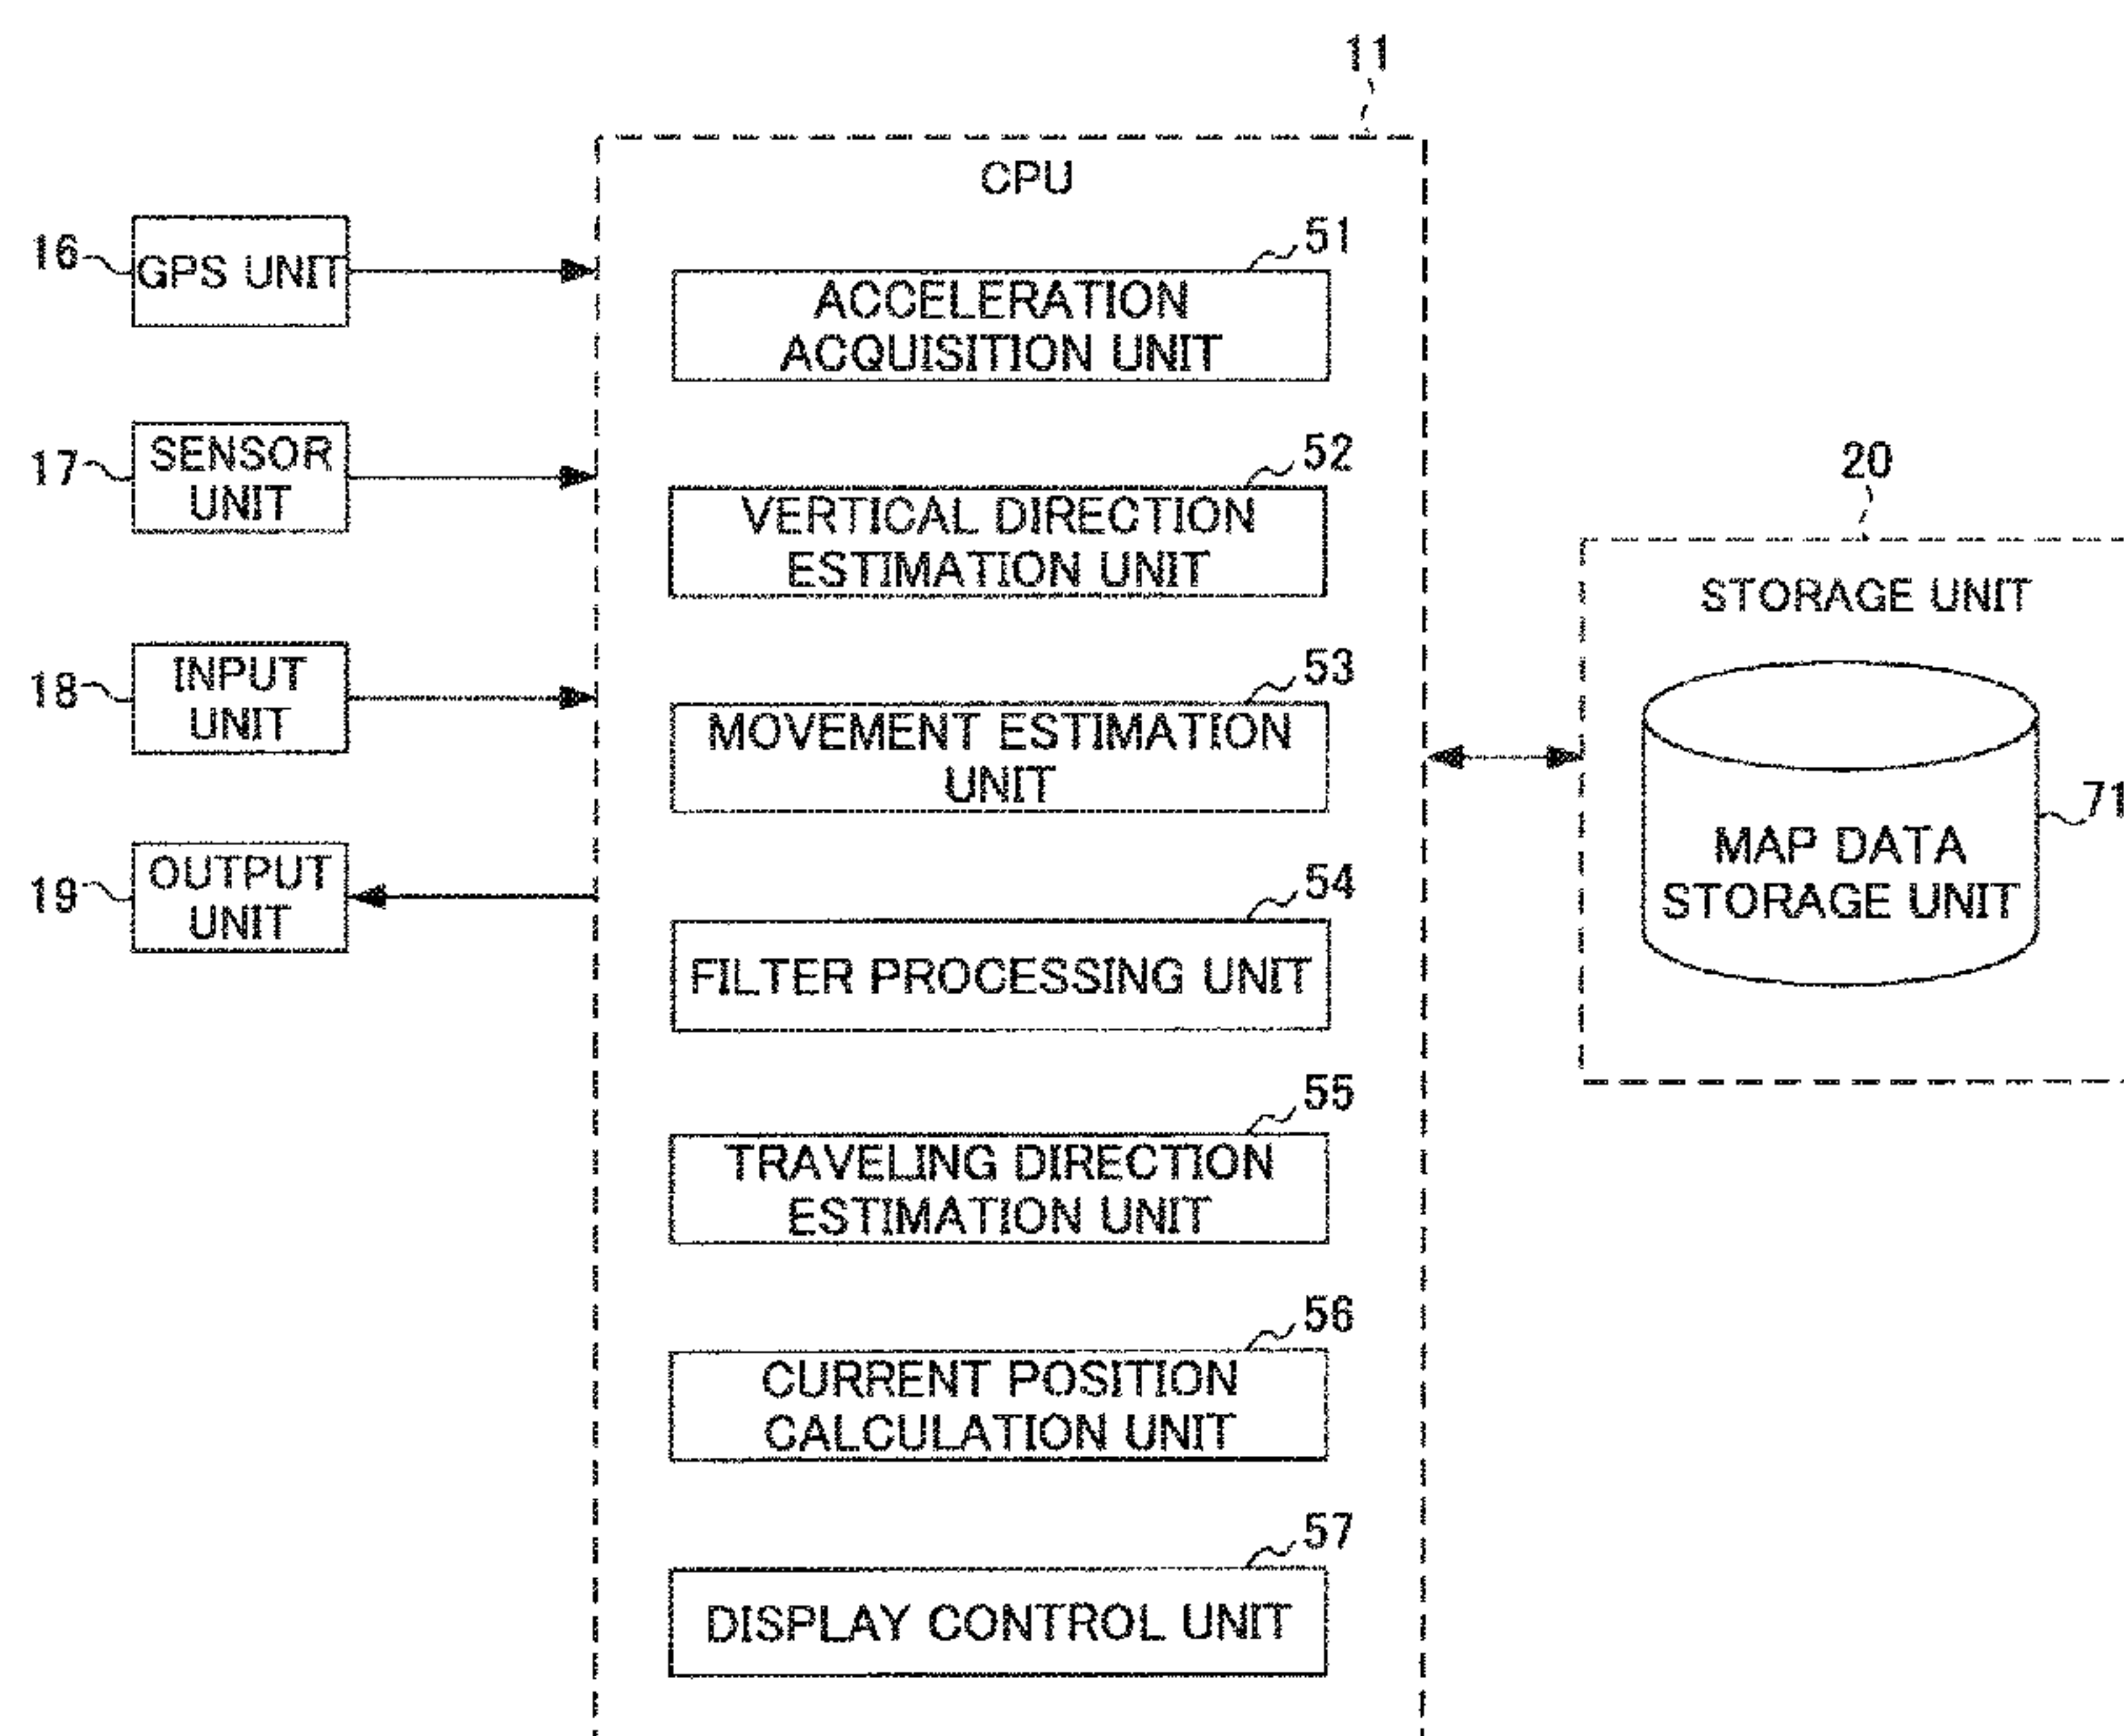 11
CPU
16
GPS UNIT
51
ACCELERATION
ACQUISITION UNIT
17
SENSOR
UNIT
52
VERTICAL DIRECTION
ESTIMATION UNIT
20
STORAGE UNIT
18
INPUT
UNIT
53
MOVEMENT ESTIMATION
UNIT
71
MAP DATA
STORAGE UNIT
19
OUTPUT
UNIT
54
FILTER PROCESSING UNIT
55
TRAVELING DIRECTION
ESTIMATION UNIT
56
CURRENT POSITION
CALCULATION UNIT
57
DISPLAY CONTROL UNIT